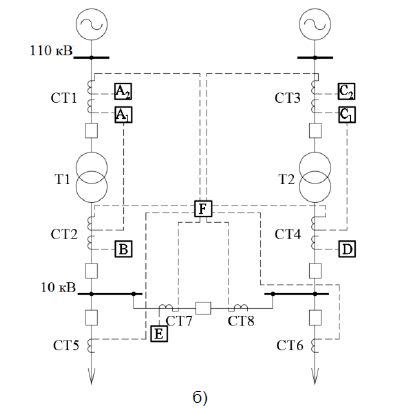 110 кВ
A₂
C₂
CT1
CT3
A₁
C₁
T1
T2
F
CT2
CT4
B
D
10 кВ
CT7
CT8
E
CT5
CT6
б)